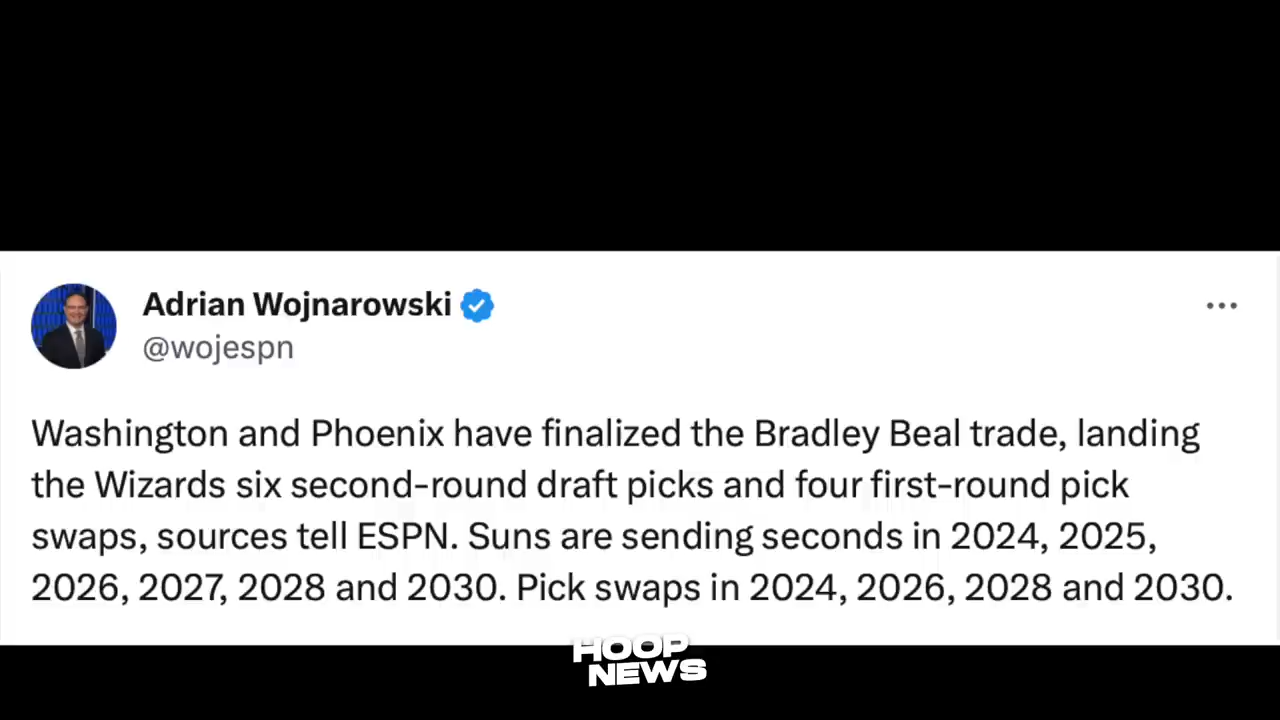 Adrian Wojnarowski
@wojespn
Washington and Phoenix have finalized the Bradley Beal trade, landing
the Wizards six second-round draft picks and four first-round pick
swaps, sources tell ESPN. Suns are sending seconds in 2024, 2025,
2026, 2027, 2028 and 2030. Pick swaps in 2024, 2026, 2028 and 2030.
HOOP
NEWS